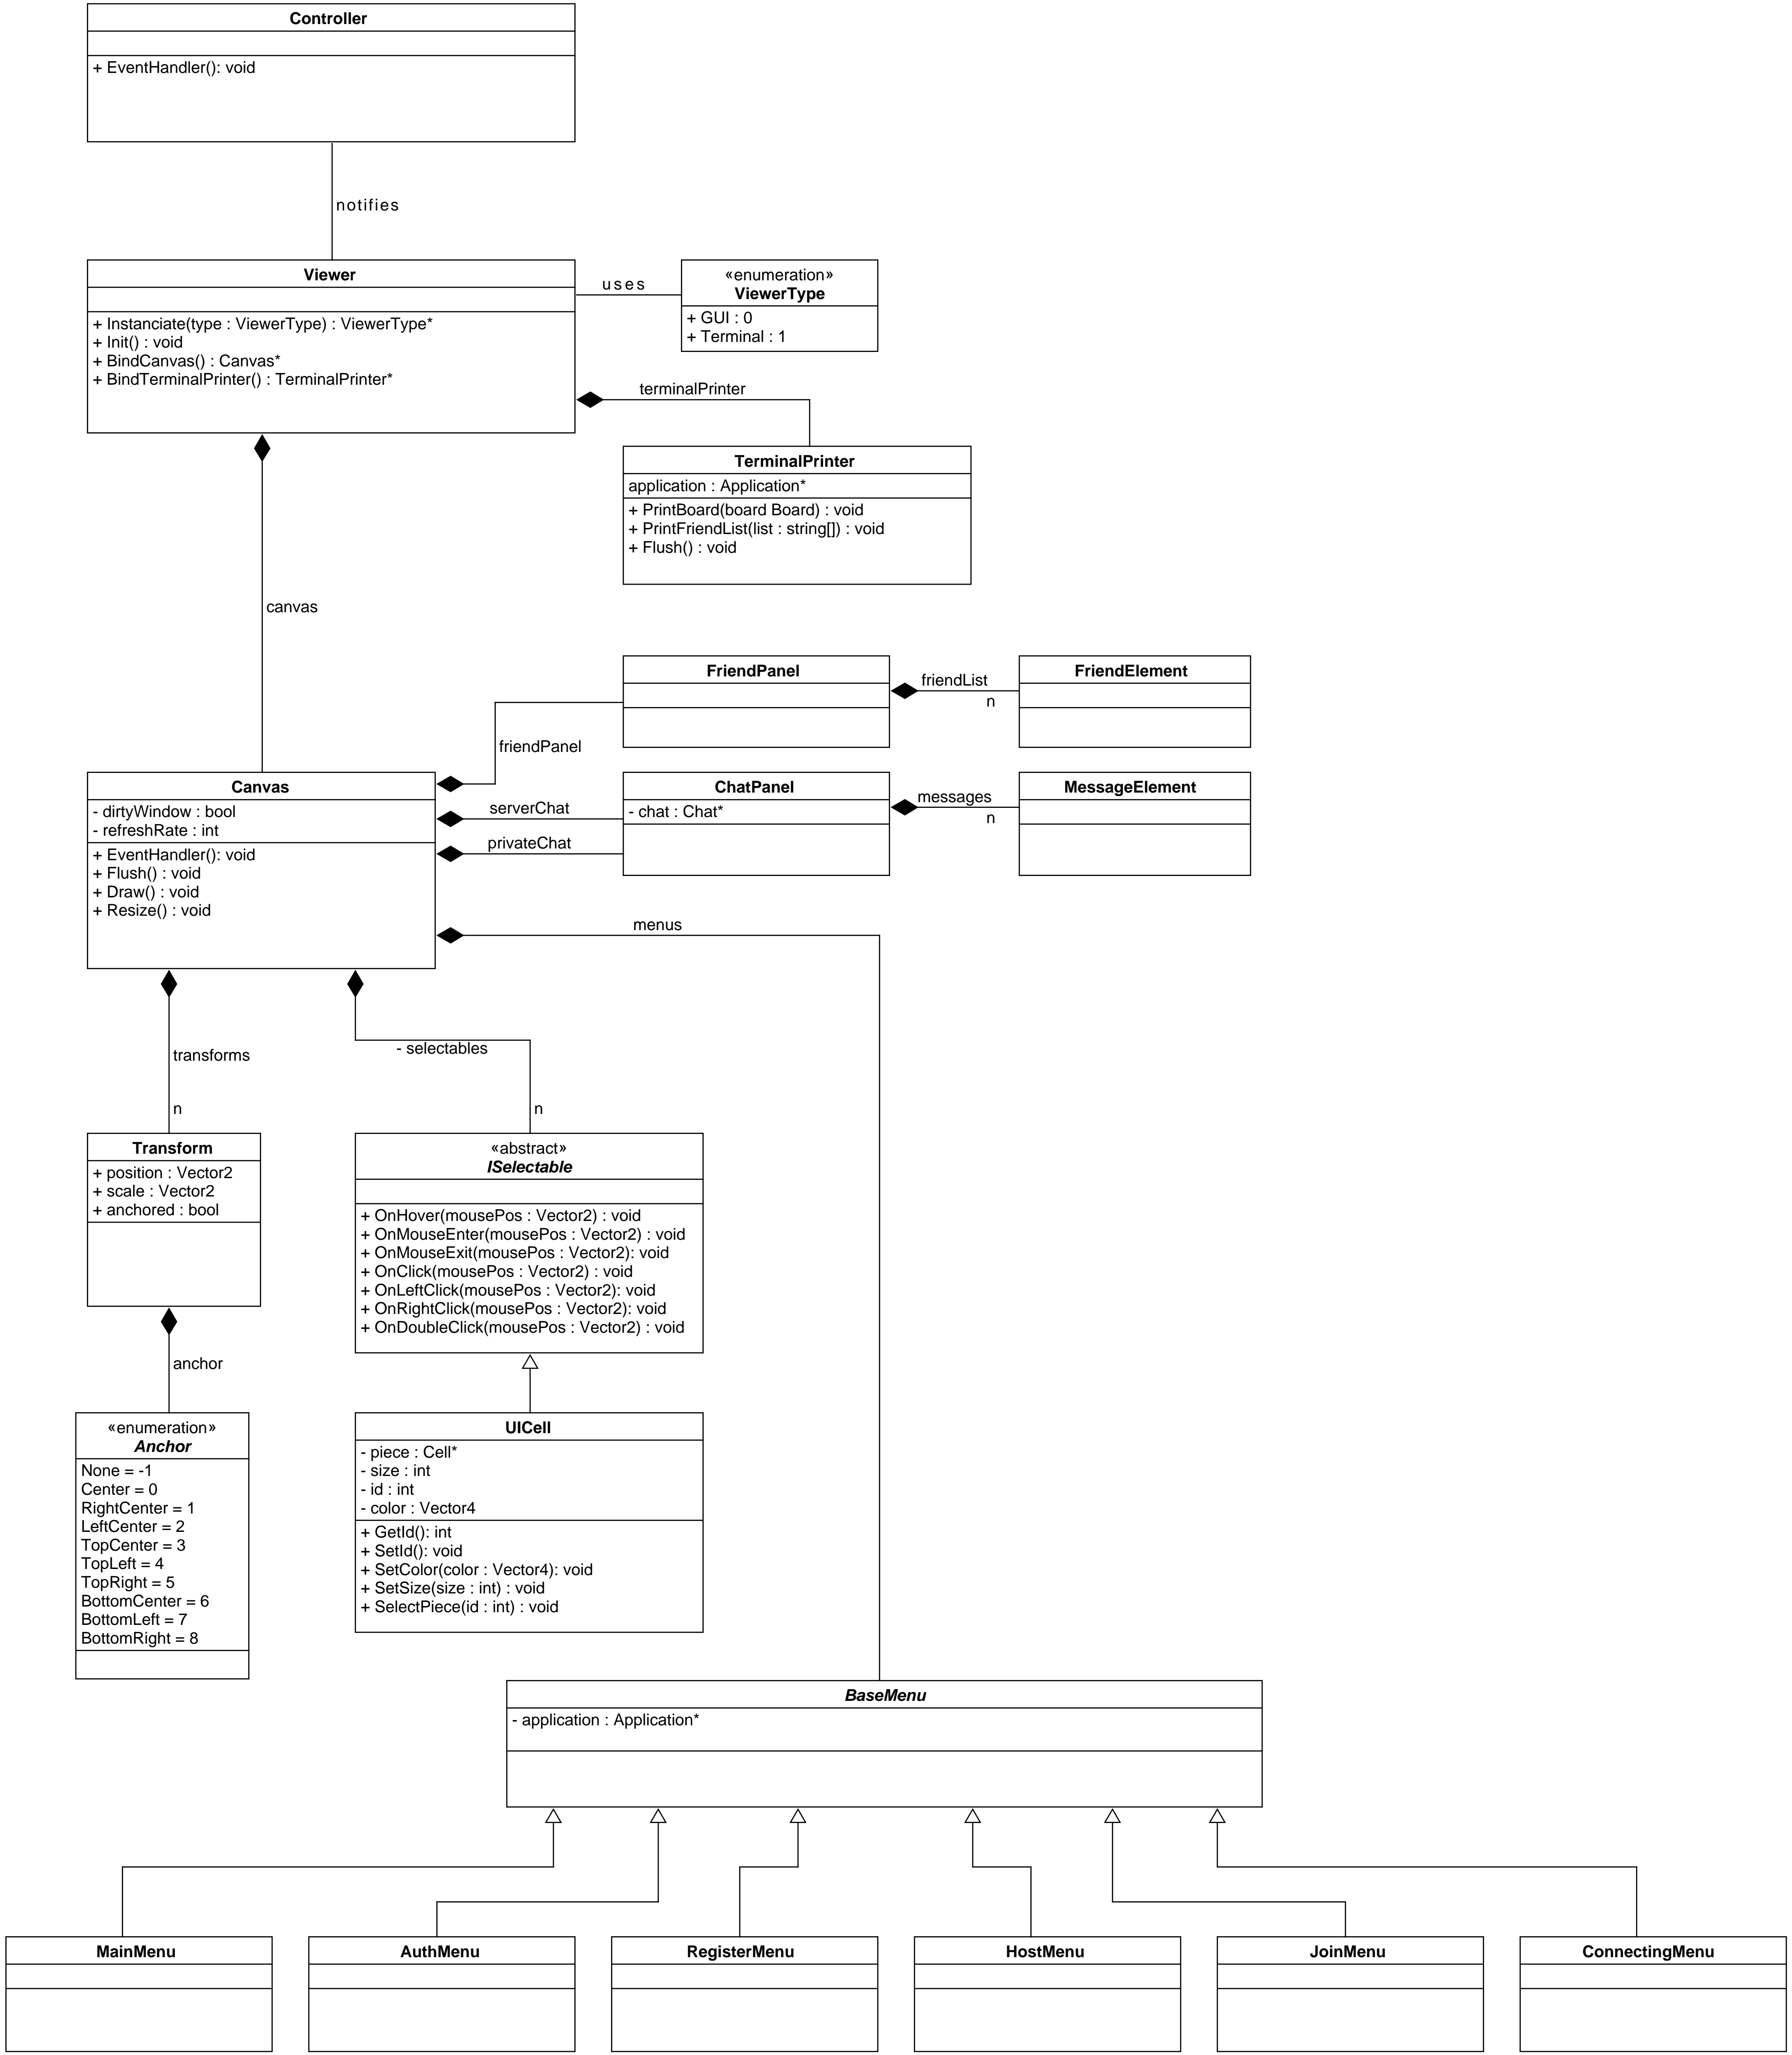 Controller
+ EventHandler(): void
notifies
Viewer
+ Instanciate(type : ViewerType) : ViewerType*
+ Init() : void
+ BindCanvas() : Canvas*
+ BindTerminalPrinter() : TerminalPrinter*
uses
«enumeration»
ViewerType
+ GUI : 0
+ Terminal : 1
terminalPrinter
TerminalPrinter
application : Application*
+ PrintBoard(board Board) : void
+ PrintFriendList(list : string[]) : void
+ Flush() : void
canvas
FriendPanel
friendList
n
FriendElement
friendPanel
Canvas
- dirtyWindow : bool
- refreshRate : int
+ EventHandler(): void
+ Flush() : void
+ Draw() : void
+ Resize() : void
serverChat
privateChat
ChatPanel
- chat : Chat*
messages
n
MessageElement
menus
transforms
n
- selectables
n
Transform
+ position : Vector2
+ scale : Vector2
+ anchored : bool
«abstract»
ISelectable
+ OnHover(mousePos : Vector2) : void
+ OnMouseEnter(mousePos : Vector2) : void
+ OnMouseExit(mousePos : Vector2): void
+ OnClick(mousePos : Vector2) : void
+ OnLeftClick(mousePos : Vector2): void
+ OnRightClick(mousePos : Vector2): void
+ OnDoubleClick(mousePos : Vector2) : void
anchor
«enumeration»
Anchor
None = -1
Center = 0
RightCenter = 1
LeftCenter = 2
TopCenter = 3
TopLeft = 4
TopRight = 5
BottomCenter = 6
BottomLeft = 7
BottomRight = 8
UICell
- piece : Cell*
- size : int
- id : int
- color : Vector4
+ GetId(): int
+ SetId(): void
+ SetColor(color : Vector4): void
+ SetSize(size : int) : void
+ SelectPiece(id : int) : void
BaseMenu
- application : Application*
MainMenu
AuthMenu
RegisterMenu
HostMenu
JoinMenu
ConnectingMenu